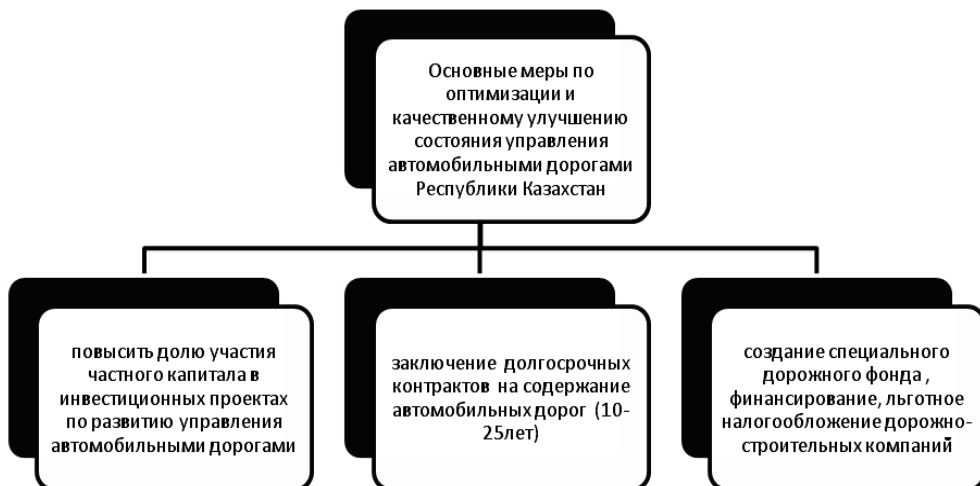 Основные меры по
оптимизации и
качественному улучшению
состояния управления
автомобильными дорогами
Республики Казахстан
повысить долю участия
частного капитала в
инвестиционных проектах
по развитию управления
автомобильными дорогами
заключение долгосрочных
контрактов на содержание
автомобильных дорог (10-
25лет)
создание специального
дорожного фонда ,
финансирование, льготное
налогообложение дорожно-
строительных компаний